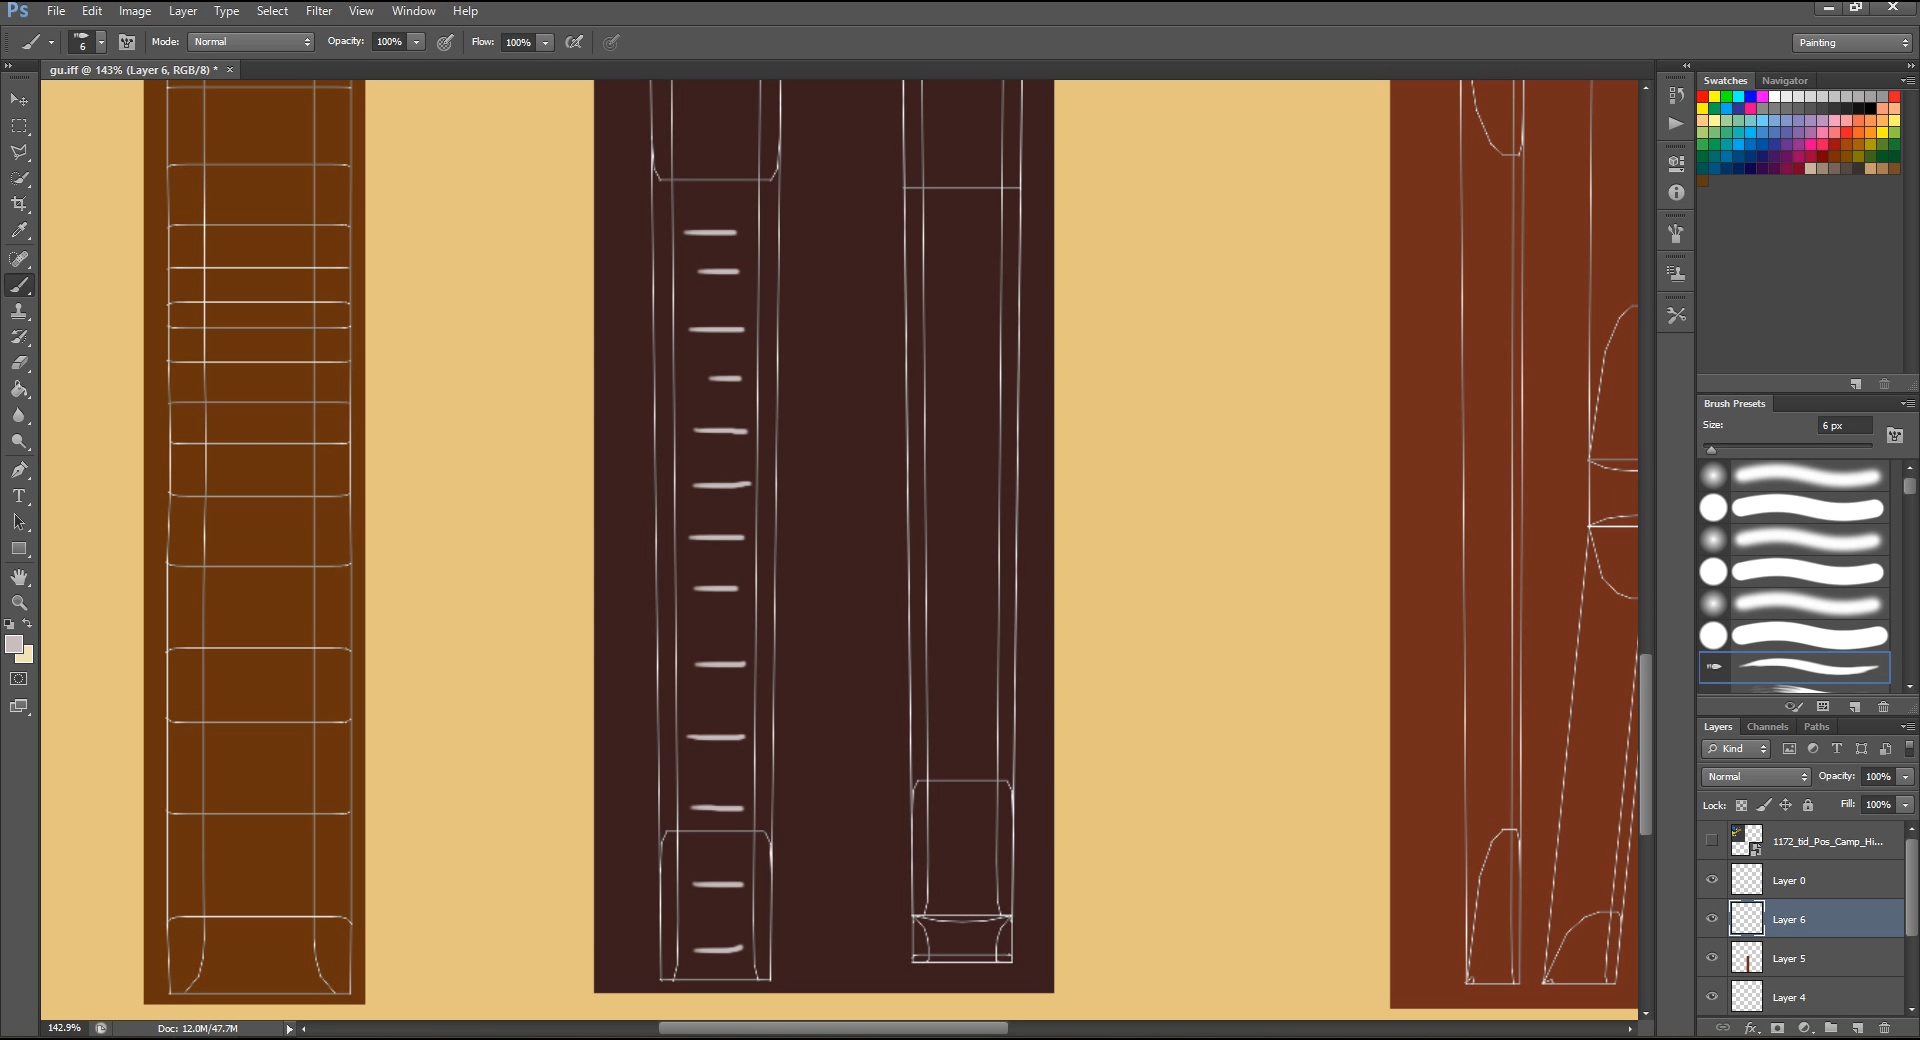 Ps File Edit Image Layer Type Select Filter View Window Help
6 Mode: Normal Opacity: 100% Flow: 100% Painting
gu.iff @ 143% (Layer 6, RGB/8) * ×
Swatches Navigator
Brush Presets
Size: 6 px
Layers Channels Paths
Kind
Normal Opacity: 100%
Lock: Fill: 100%
1172_tid_Pos_Camp_Hi...
Layer 0
Layer 6
Layer 5
Layer 4
142.9% Doc: 12.0M/47.7M